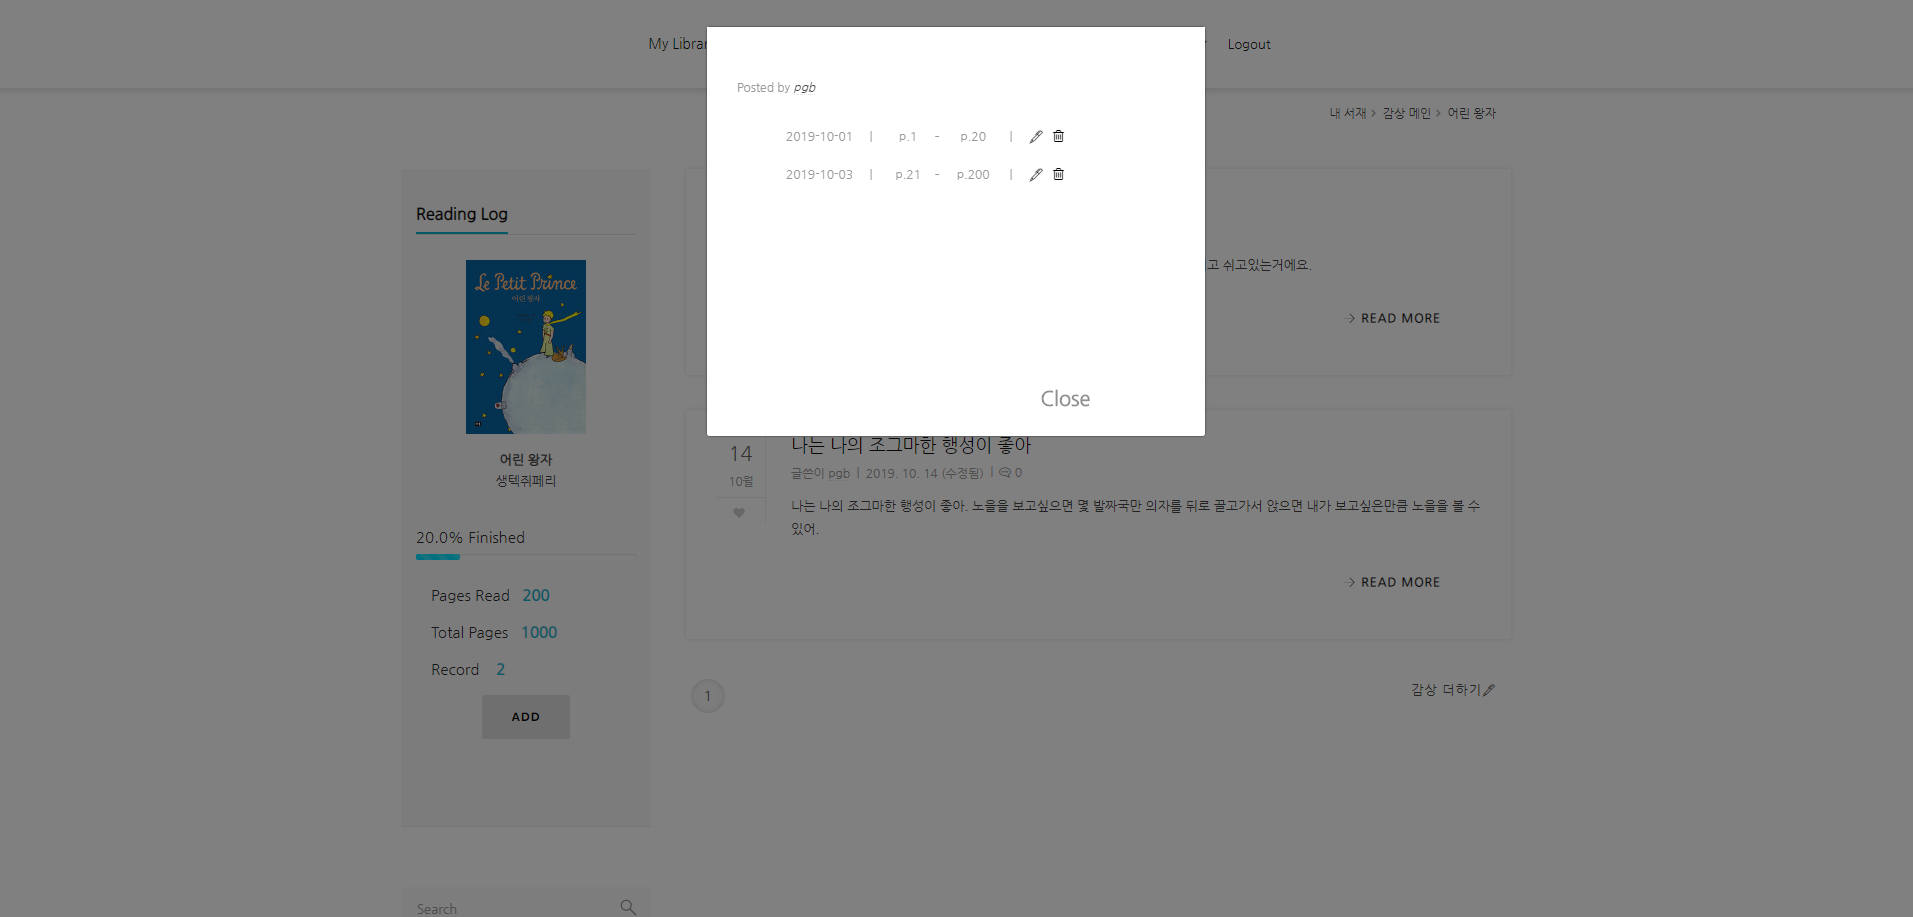 My Librar
Logout
내 서재 > 감상 메인 > 어린 왕자
Posted by pgb
2019-10-01 | p.1 - p.20 |
2019-10-03 | p.21 - p.200 |
Close
Reading Log
Le Petit Prince
어린 왕자
어린 왕자
생텍쥐페리
20.0% Finished
Pages Read 200
Total Pages 1000
Record 2
ADD
Search
고 쉬고있는거에요.
READ MORE
14
10월
나는 나의 조그마한 행성이 좋아
글쓴이 pgb | 2019. 10. 14 (수정됨) | 0
나는 나의 조그마한 행성이 좋아. 노을을 보고싶으면 몇 발짜국만 의자를 뒤로 끌고가서 앉으면 내가 보고싶은만큼 노을을 볼 수
있어.
READ MORE
1
감상 더하기